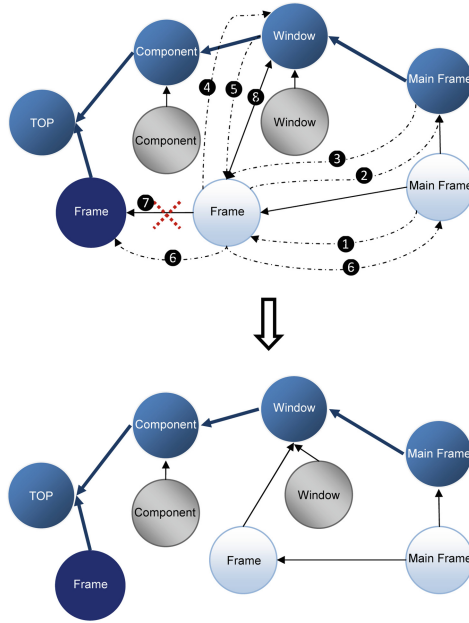 Window
Component
4
5
8
Main Frame
TOP
Component
Window
3
2
Frame
7
Frame
Main Frame
6
1
6
Window
Component
Main Frame
TOP
Window
Component
Frame
Main Frame
Frame